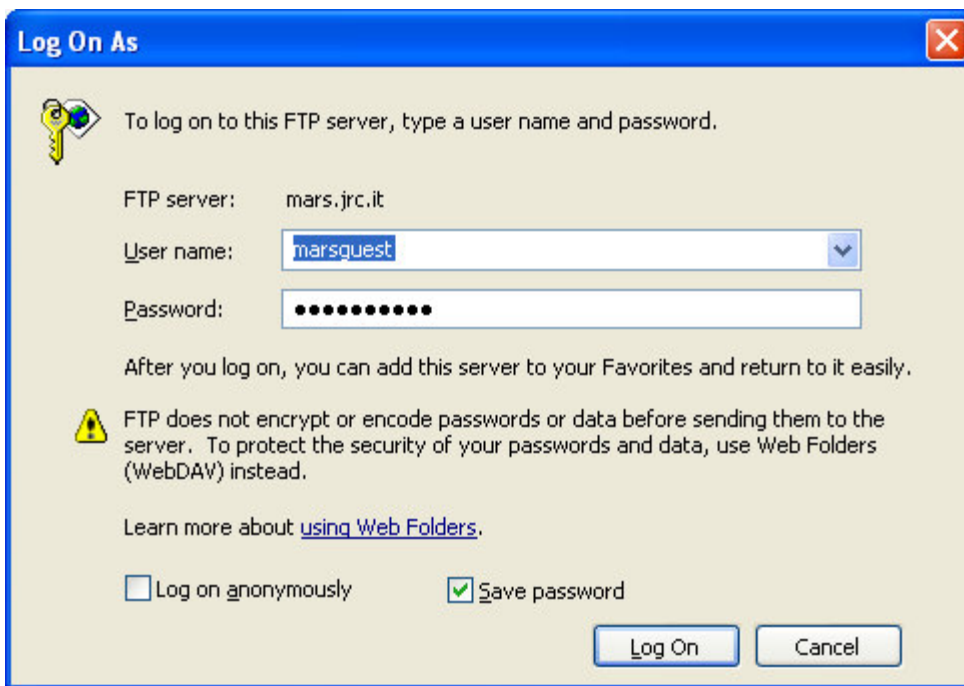 Log On As
To log on to this FTP server, type a user name and password.
FTP server: mars.jrc.it
User name: marsguest
Password: ●●●●●●●●●●
After you log on, you can add this server to your Favorites and return to it easily.
FTP does not encrypt or encode passwords or data before sending them to the
server.  To protect the security of your passwords and data, use Web Folders
(WebDAV) instead.
Learn more about using Web Folders.
Log on anonymously Save password
Log On Cancel